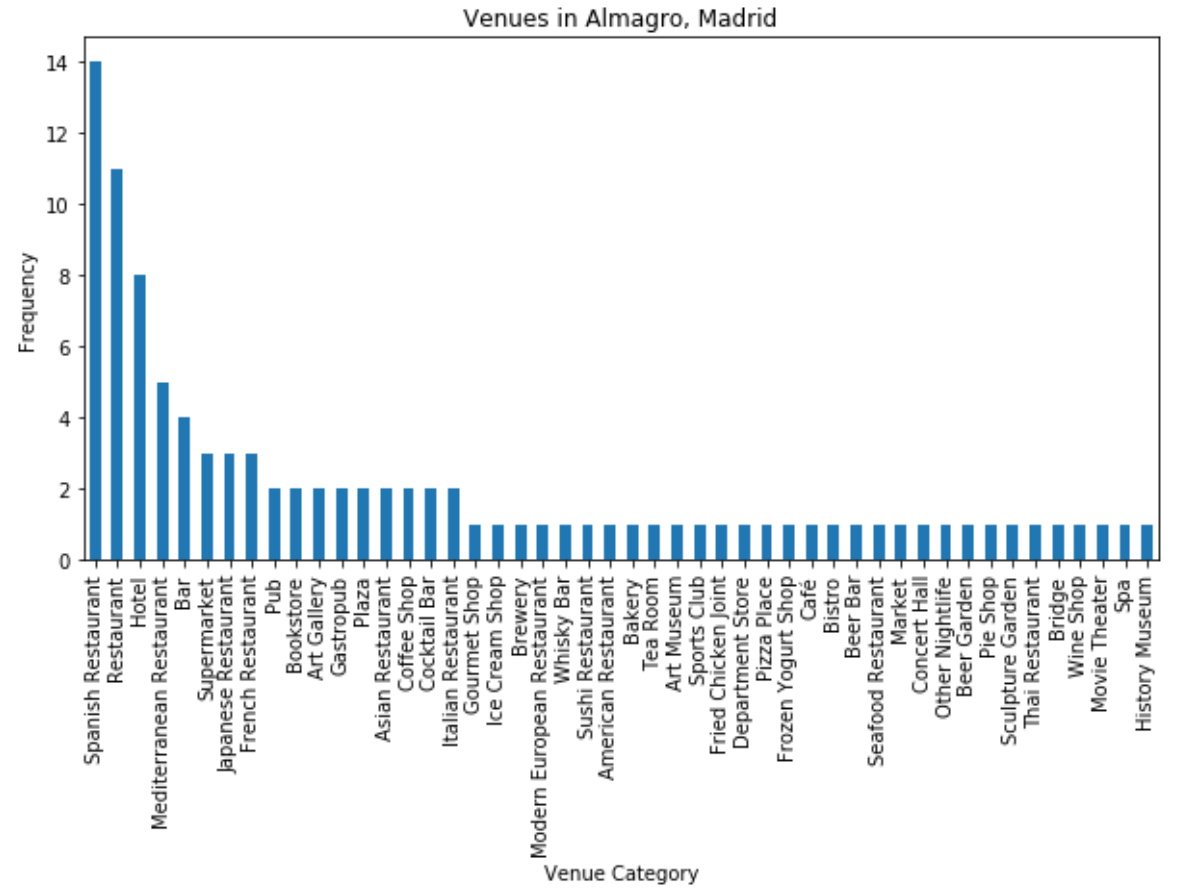 Venues in Almagro, Madrid
Frequency
14
12
10
8
6
4
2
0
Spanish Restaurant
Restaurant
Hotel
Mediterranean Restaurant
Bar
Supermarket
Japanese Restaurant
French Restaurant
Pub
Bookstore
Art Gallery
Gastropub
Plaza
Asian Restaurant
Coffee Shop
Cocktail Bar
Italian Restaurant
Gourmet Shop
Ice Cream Shop
Brewery
Modern European Restaurant
Whisky Bar
Sushi Restaurant
American Restaurant
Bakery
Tea Room
Art Museum
Sports Club
Fried Chicken Joint
Department Store
Pizza Place
Frozen Yogurt Shop
Café
Bistro
Beer Bar
Seafood Restaurant
Market
Concert Hall
Other Nightlife
Beer Garden
Pie Shop
Sculpture Garden
Thai Restaurant
Bridge
Wine Shop
Movie Theater
Spa
History Museum
Venue Category